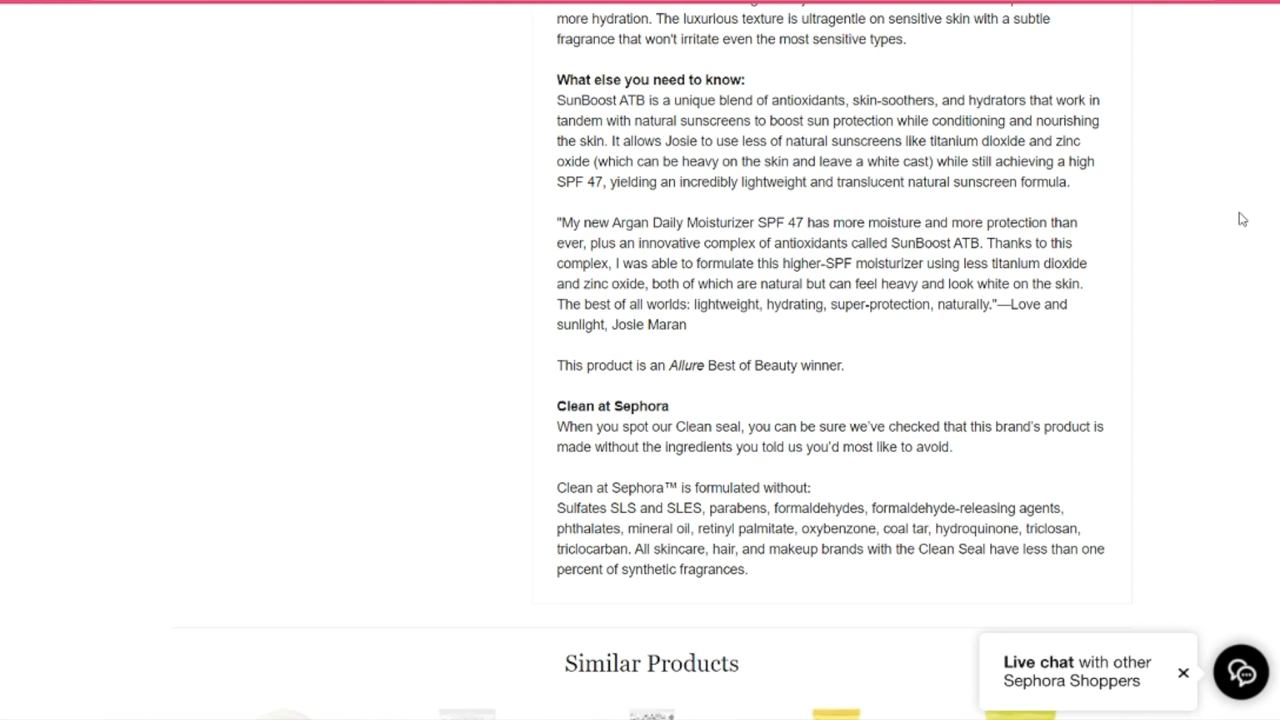 more hydration. The luxurious texture is ultragentle on sensitive skin with a subtle
fragrance that won't irritate even the most sensitive types.
What else you need to know:
SunBoost ATB is a unique blend of antioxidants, skin-soothers, and hydrators that work in
tandem with natural sunscreens to boost sun protection while conditioning and nourishing
the skin. It allows Josie to use less of natural sunscreens like titanium dioxide and zinc
oxide (which can be heavy on the skin and leave a white cast) while still achieving a high
SPF 47, yielding an incredibly lightweight and translucent natural sunscreen formula.
"My new Argan Daily Moisturizer SPF 47 has more moisture and more protection than
ever, plus an innovative complex of antioxidants called SunBoost ATB. Thanks to this
complex, I was able to formulate this higher-SPF moisturizer using less titanium dioxide
and zinc oxide, both of which are natural but can feel heavy and look white on the skin.
The best of all worlds: lightweight, hydrating, super-protection, naturally."—Love and
sunlight, Josie Maran
This product is an Allure Best of Beauty winner.
Clean at Sephora
When you spot our Clean seal, you can be sure we've checked that this brand's product is
made without the ingredients you told us you'd most like to avoid.
Clean at Sephora™ is formulated without:
Sulfates SLS and SLES, parabens, formaldehydes, formaldehyde-releasing agents,
phthalates, mineral oil, retinyl palmitate, oxybenzone, coal tar, hydroquinone, triclosan,
triclocarban. All skincare, hair, and makeup brands with the Clean Seal have less than one
percent of synthetic fragrances.
Similar Products
Live chat with other
Sephora Shoppers